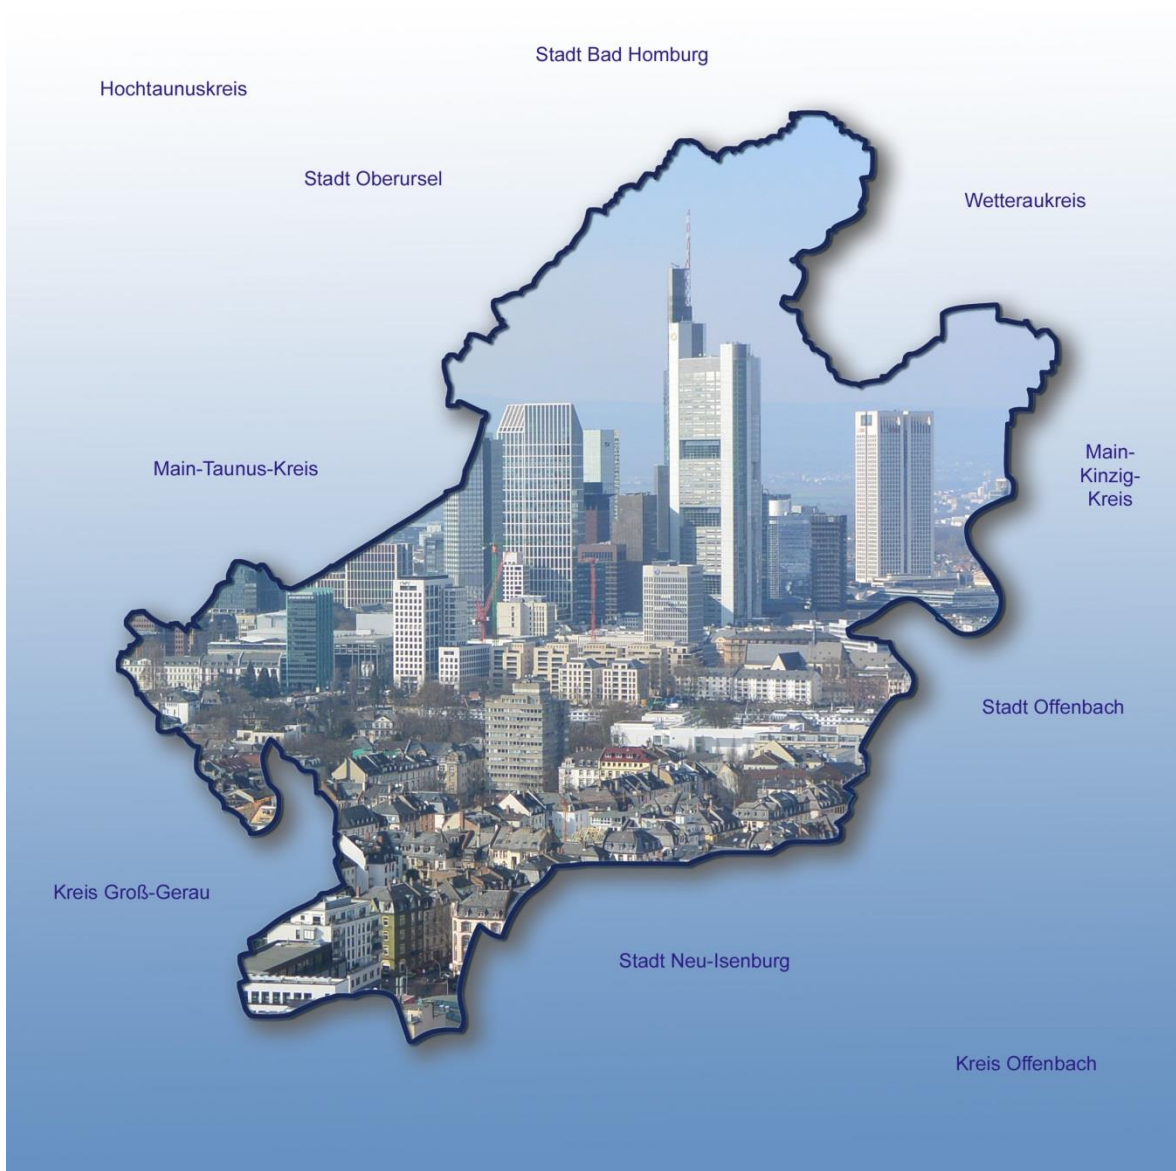 Stadt Bad Homburg
Hochtaunuskreis
Stadt Oberursel
Wetteraukreis
Main-Taunus-Kreis
Main-
Kinzig-
Kreis
Stadt Offenbach
Kreis Groß-Gerau
Stadt Neu-Isenburg
Kreis Offenbach